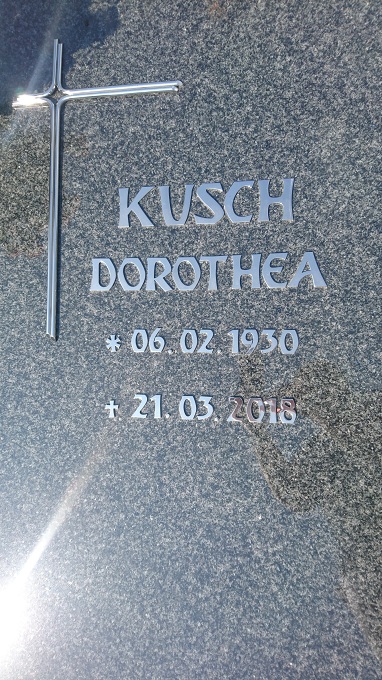 KUSCH
DOROTHEA
* 06.02.1930
✝ 21.03.2018